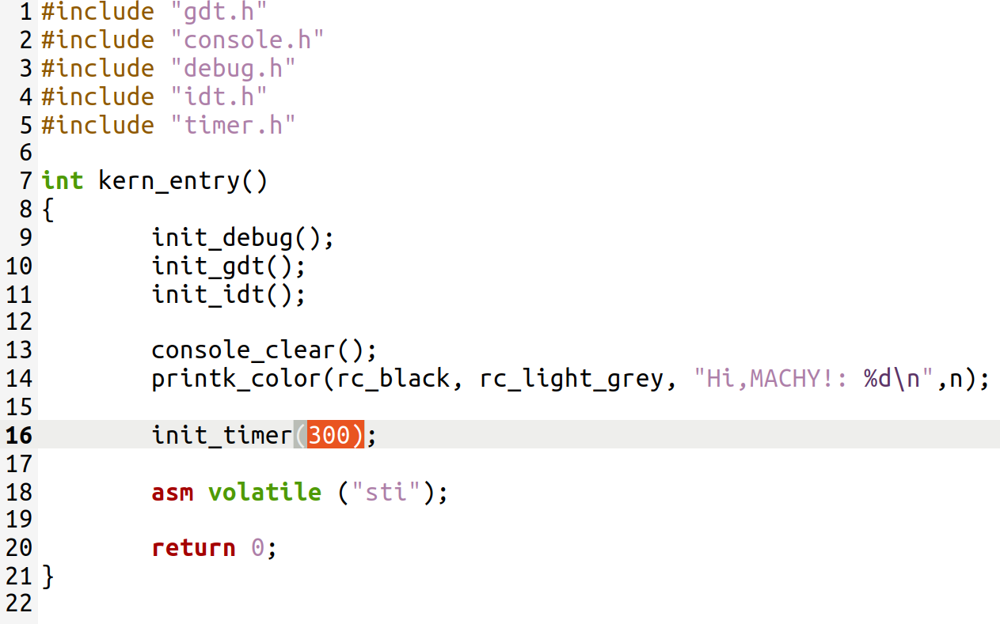 1 #include "gdt.h"
2 #include "console.h"
3 #include "debug.h"
4 #include "idt.h"
5 #include "timer.h"
6
7 int kern_entry()
8 {
9 init_debug();
10 init_gdt();
11 init_idt();
12
13 console_clear();
14 printk_color(rc_black, rc_light_grey, "Hi,MACHY!: %d\n",n);
15
16 init_timer(300);
17
18 asm volatile ("sti");
19
20 return 0;
21 }
22